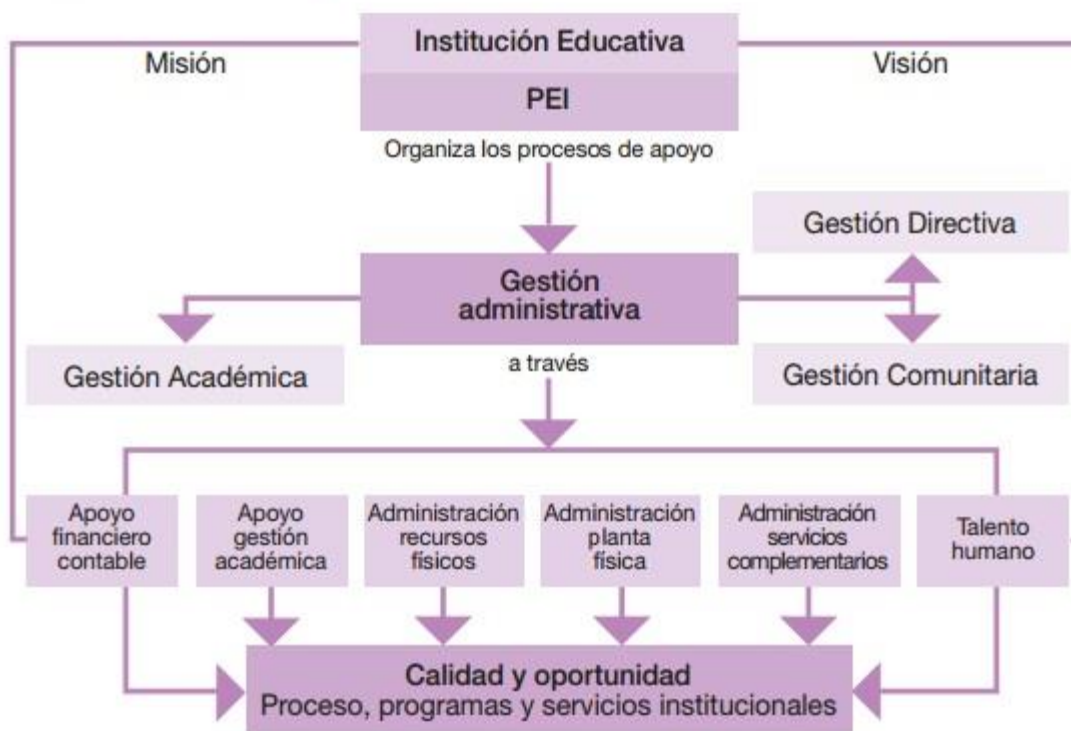 Institución Educativa
Misión
Visión
PEI
Organiza los procesos de apoyo
Gestión Directiva
Gestión
administrativa
Gestión Académica
a través
Gestión Comunitaria
Apoyo
financiero
contable
Apoyo
gestión
académica
Administración
recursos
físicos
Administración
planta
física
Administración
servicios
complementarios
Talento
humano
Calidad y oportunidad
Proceso, programas y servicios institucionales